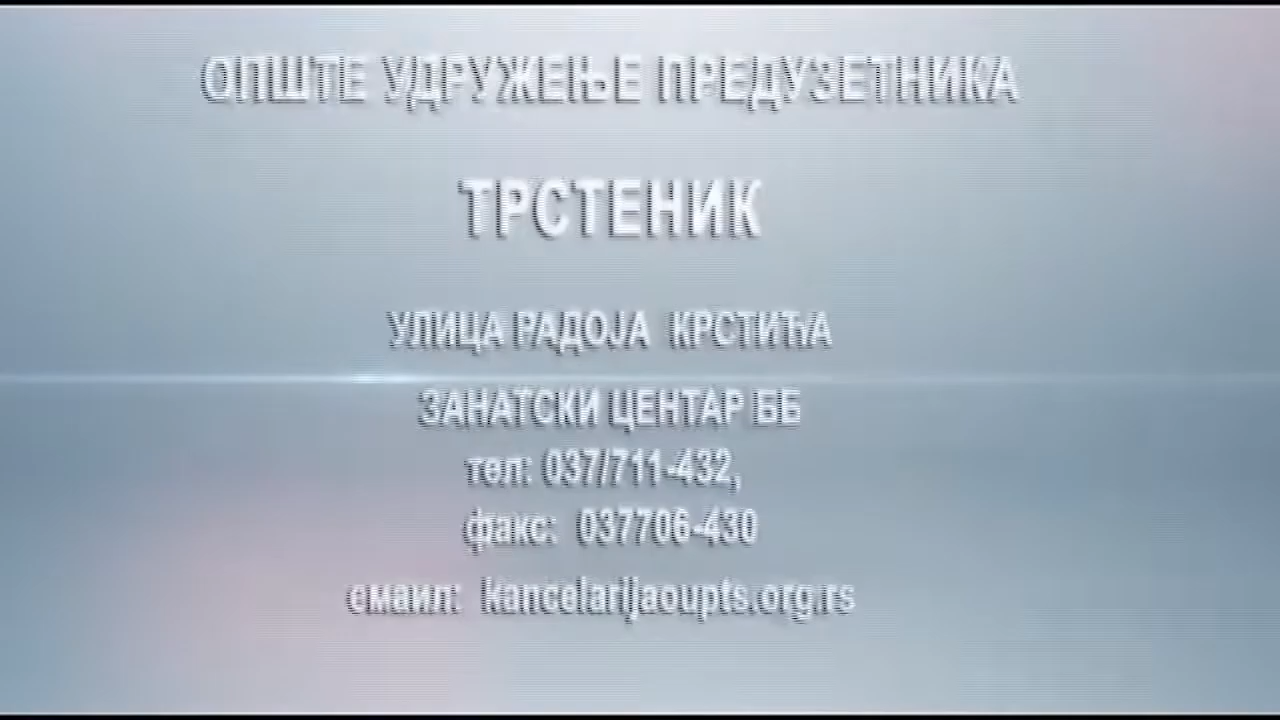 ОПШТЕ УДРУЖЕЊЕ ПРЕДУЗЕТНИКА
ТРСТЕНИК
УЛИЦА РАДОЈА КРСТИЋА
ЗАНАТСКИ ЦЕНТАР ББ
тел: 037/711-432,
факс: 037706-430
емаил: kancelarijaoupts.org.rs